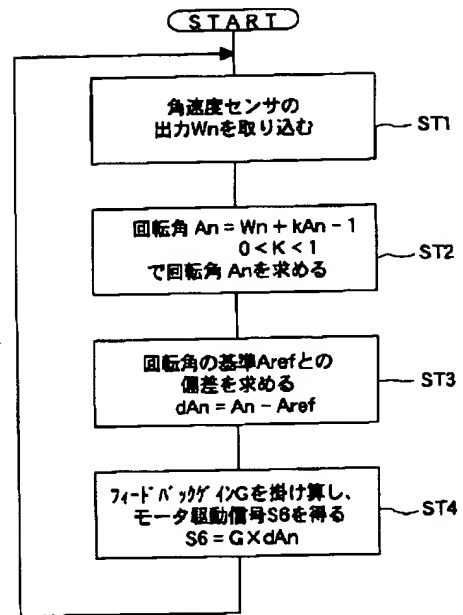 START
角速度センサの
出力Wnを取り込む
ST1
回転角 An = Wn + kAn - 1
0 < K < 1
で回転角 Anを求める
ST2
回転角の基準Arefとの
偏差を求める
dAn = An - Aref
ST3
フィードバックゲインGを掛け算し、
モータ駆動信号S6を得る
S6 = G×dAn
ST4